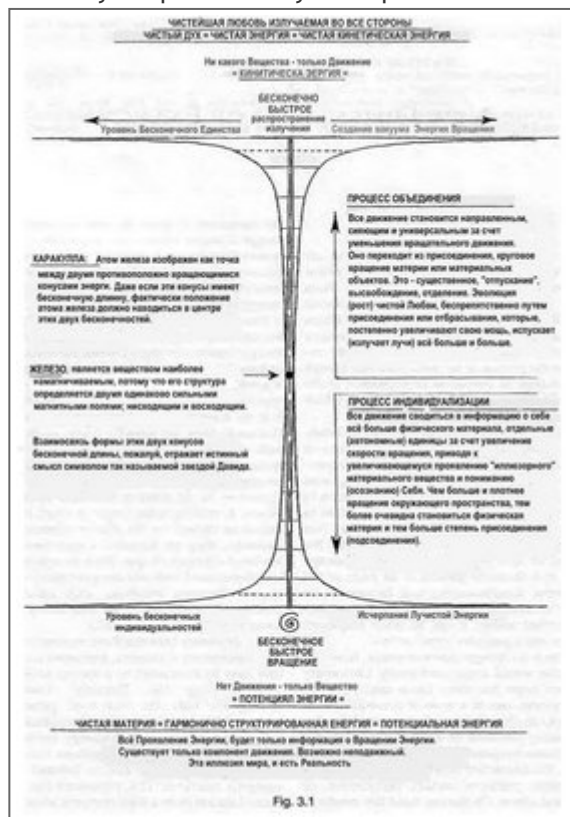 ЧИСТЕЙШАЯ ЛЮБОВЬ ИЗЛУЧАЕМАЯ ВО ВСЕ СТОРОНЫ
ЧИСТЫЙ ДУХ = ЧИСТАЯ ЭНЕРГИЯ = ЧИСТАЯ КИНЕТИЧЕСКАЯ ЭНЕРГИЯ
Ни какого Вещества - только Движение
= КИНИТИЧЕСКА ЭЕРГИЯ =
БЕСКОНЕЧНО
БЫСТРОЕ
распространение
излучения
Уровень Бесконечного Единства
Создание вакуума Энергия Вращения
ПРОЦЕСС ОБЪЕДИНЕНИЯ
Все движение становится направленным,
сияющим и универсальным за счет
уменьшения вращательного движения.
Оно переходит из присоединения, круговое
вращение материи или материальных
объектов. Это - существенное, "отпускание",
высвобождение, отделение. Эволюция
(рост) чистой Любви, беспрепятственно путем
присоединения или отбрасывания, которые,
постепенно увеличивают свою мощь, испускает
(излучает лучи) всё больше и больше.
КАРАКУЛЛА: Атом железа изображен как точка
между двумя противоположно вращающимися
конусами энерги. Даже если эти конусы имеют
бесконечную длинну, фактически положение
атома железа должно находиться в центре
этих двух бесконечностей.
ЖЕЛЕЗО, является веществом наиболее
намагничиваемым, потому что его структура
определяется двумя одинаково сильными
магнитными полями; нисходящим и восходящим.
Взаимосвязь формы этих двух конусов
бесконечной длины, пожалуй, отражает истинный
смысл символом так называемой звездой Давида.
ПРОЦЕСС ИНДИВИДУАЛИЗАЦИИ
Все движение сводиться в информацию о себе
всё больше физического материала, отдельные
(автономные) единицы за счет увеличение
скорости вращения, приводя к
увеличивающемуся проявлению "иллюзорного"
материального вещества и пониманию
(осознанию) Себя. Чем больше и плотнее
вращение окружающего пространства, тем
более очевидна становиться физическая
материя и тем больше степень присоединения
(подсоединения).
Уровень бесконечных
индивидуальностей
Исчерпания Лучистой Энергии
БЕСКОНЕЧНОЕ
БЫСТРОЕ
ВРАЩЕНИЕ
Нет Движения - только Вещество
= ПОТЕНЦИЯЛ ЭНЕРГИИ =
ЧИСТАЯ МАТЕРИЯ = ГАРМОНИЧНО СТРУКТУРИРОВАННАЯ ЕНЕРГИЯ = ПОТЕНЦИАЛЬНАЯ ЭНЕРГИЯ
Всё Проявление Энергии, будет только информация о Вращении Энергии.
Существует только компонент движения. Возможно неподвижный.
Эта иллюзия мира, и есть Реальность
Fig. 3.1